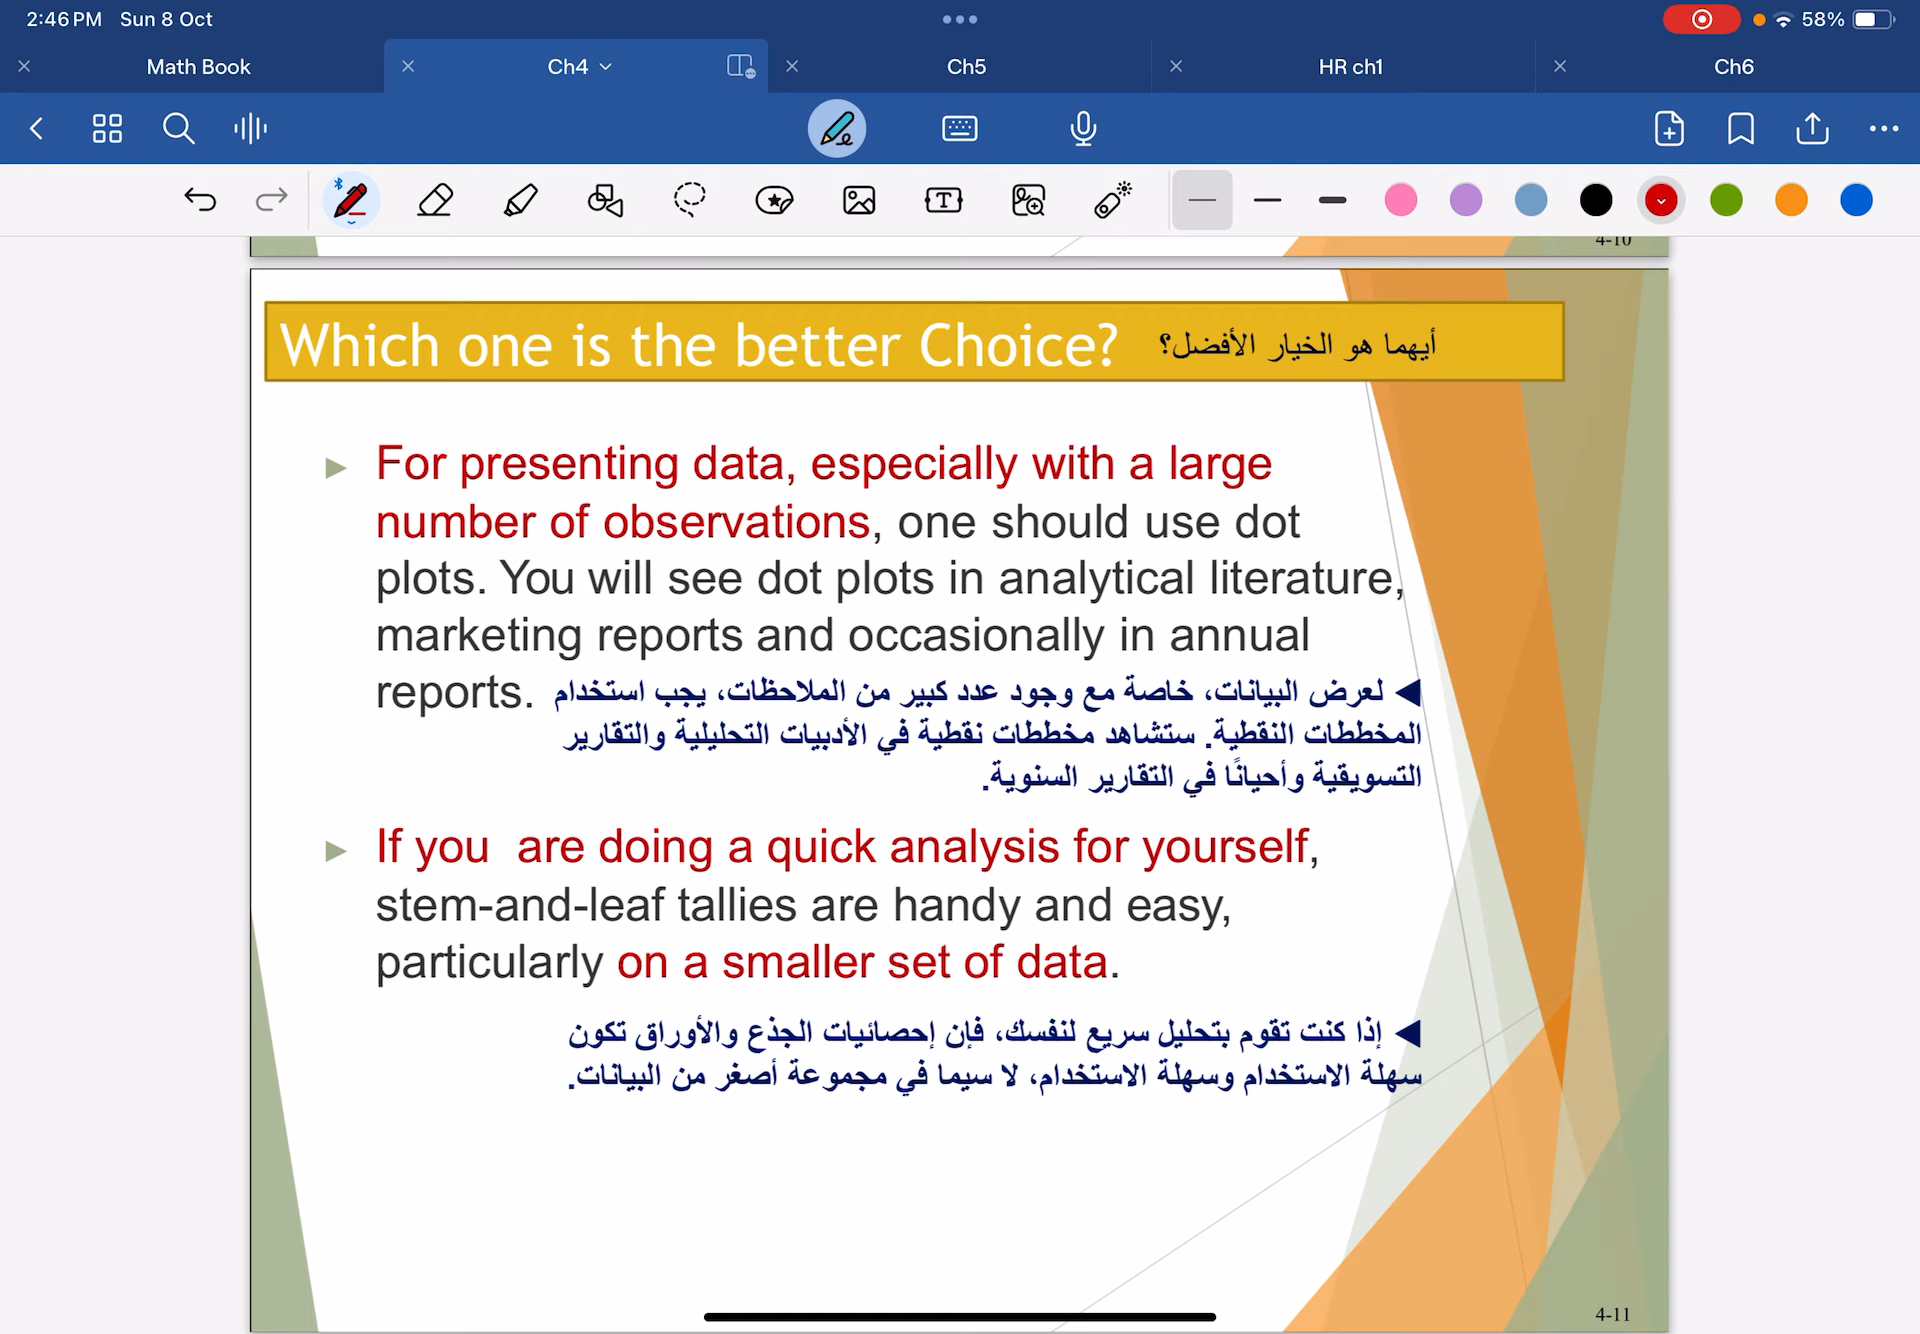 2:46 PM Sun 8 Oct
58%
Math Book
Ch4
Ch5
HR ch1
Ch6
4-10
Which one is the better Choice? أيهما هو الخيار الأفضل؟
For presenting data, especially with a large
number of observations, one should use dot
plots. You will see dot plots in analytical literature,
marketing reports and occasionally in annual
reports.
لعرض البيانات، خاصة مع وجود عدد كبير من الملاحظات، يجب استخدام
المخططات النقطية. ستشاهد مخططات نقطية في الأدبيات التحليلية والتقارير
التسويقية وأحيانًا في التقارير السنوية.
If you are doing a quick analysis for yourself,
stem-and-leaf tallies are handy and easy,
particularly on a smaller set of data.
إذا كنت تقوم بتحليل سريع لنفسك، فإن إحصائيات الجذع والأوراق تكون
سهلة الاستخدام وسهلة الاستخدام، لا سيما في مجموعة أصغر من البيانات.
4-11